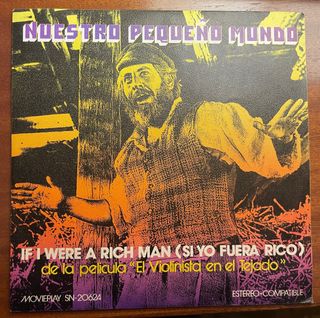 NUESTRO PEQUEÑO MUNDO
IF I WERE A RICH MAN (SI YO FUERA RICO)
de la película "El Violinista en el Tejado"
MOVIEPLAY SN-20624
ESTEREO-COMPATIBLE